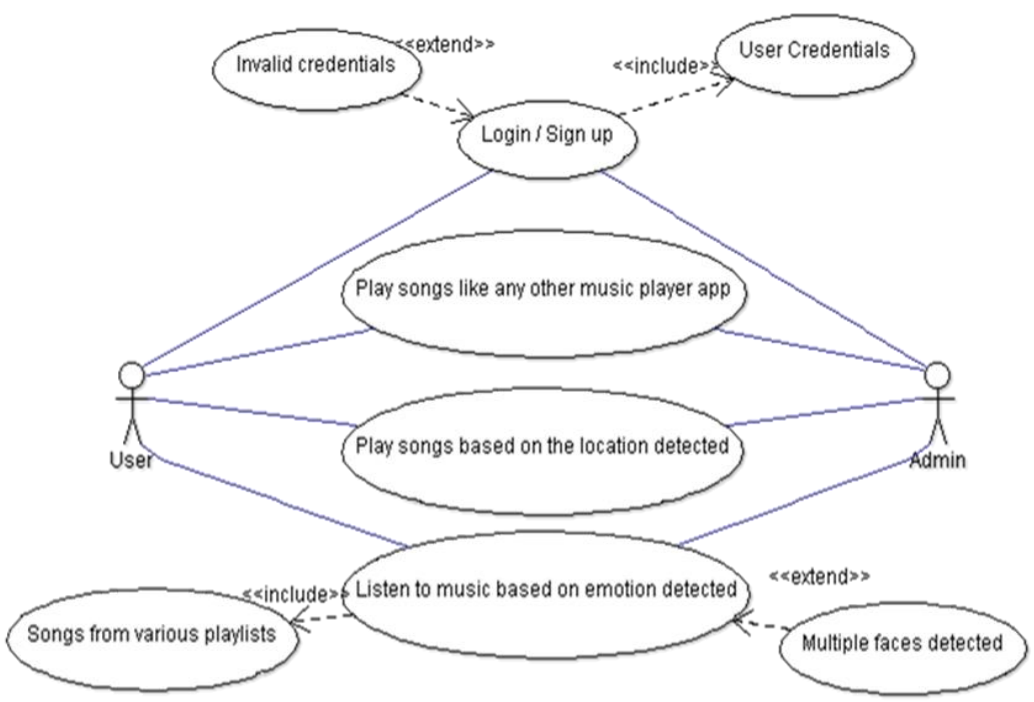 <<extend>>
Invalid credentials
User Credentials
<<include>>
Login / Sign up
Play songs like any other music player app
Play songs based on the location detected
User
Admin
<<extend>>
<<include>>
Listen to music based on emotion detected
Songs from various playlists
Multiple faces detected